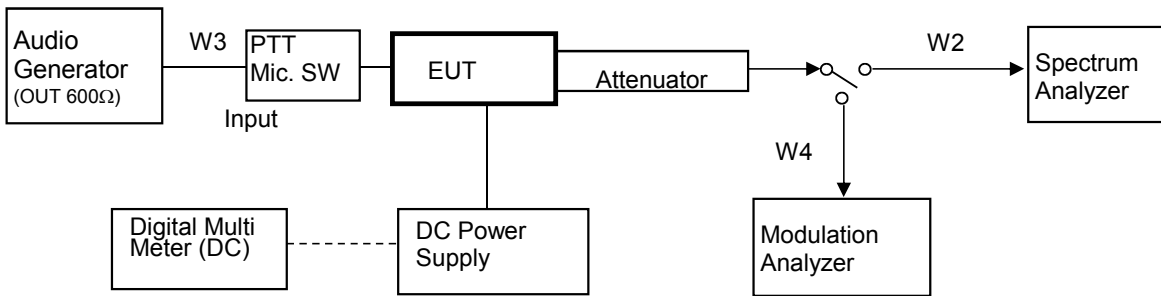 Audio
Generator
(OUT 600Ω)
W3
PTT
Mic. SW
Input
EUT
Attenuator
W2
Spectrum
Analyzer
W4
Digital Multi
Meter (DC)
DC Power
Supply
Modulation
Analyzer